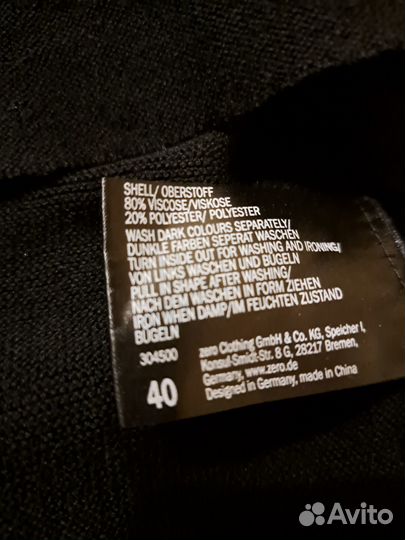 SHELL/ OBERSTOFF
80% VISCOSE/VISKOSE
20% POLYESTER/ POLYESTER
WASH DARK COLOURS SEPARATELY/
DUNKLE FARBEN SEPERAT WASCHEN
TURN INSIDE OUT FOR WASHING AND IRONING/
VON LINKS WASCHEN UND BÜGELN
PULL IN SHAPE AFTER WASHING/
NACH DEM WASCHEN IN FORM ZIEHEN
IRON WHEN DAMP/IM FEUCHTEN ZUSTAND
BÜGELN
304500
zero Clothing GmbH & Co. KG, Speicher I,
Konsul-Smidt-Str. 8 G, 28217 Bremen,
Germany, www.zero.de
Designed in Germany, made in China
40
Avito